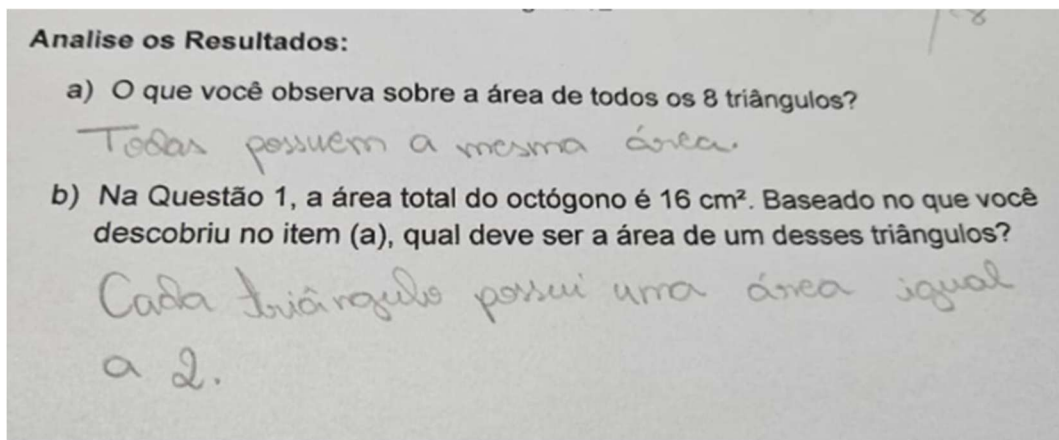 Analise os Resultados:
a) O que você observa sobre a área de todos os 8 triângulos?
Todas possuem a mesma área.
b) Na Questão 1, a área total do octógono é 16 cm². Baseado no que você
descobriu no item (a), qual deve ser a área de um desses triângulos?
Cada triângulo possui uma área igual
a 2.